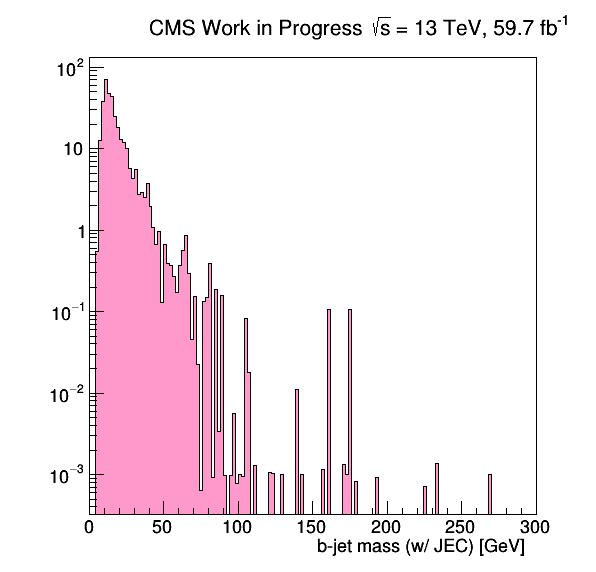 CMS Work in Progress √s = 13 TeV, 59.7 fb⁻¹
10²
10
1
10⁻¹
10⁻²
10⁻³
0 50 100 150 200 250 300
b-jet mass (w/ JEC) [GeV]